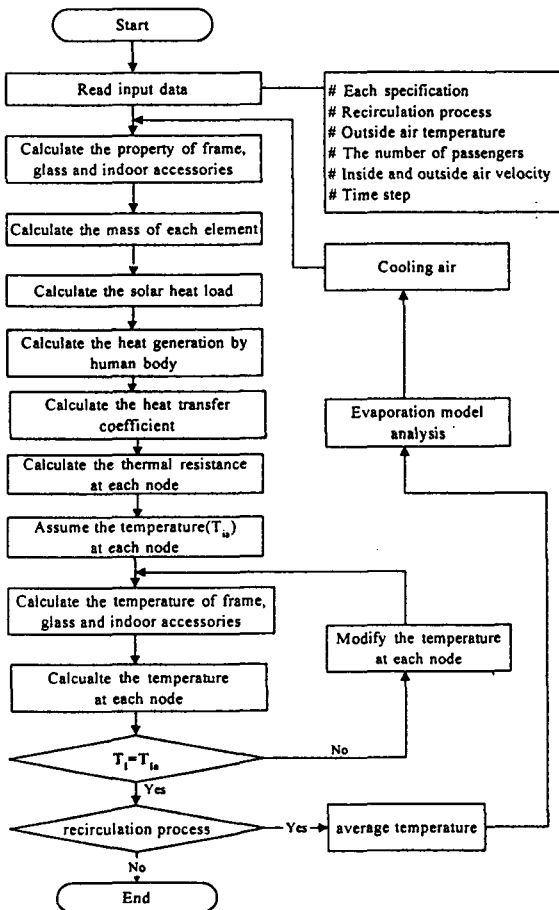 Start
Read input data
# Each specification
# Recirculation process
# Outside air temperature
# The number of passengers
# Inside and outside air velocity
# Time step
Calculate the property of frame,
glass and indoor accessories
Calculate the mass of each element
Cooling air
Calculate the solar heat load
Calculate the heat generation by
human body
Calculate the heat transfer
coefficient
Evaporation model
analysis
Calculate the thermal resistance
at each node
Assume the temperature(Tia)
at each node
Calculate the temperature of frame,
glass and indoor accessories
Modify the temperature
at each node
Calcualte the temperature
at each node
Ti=Tia
No
Yes
recirculation process
Yes
average temperature
No
End